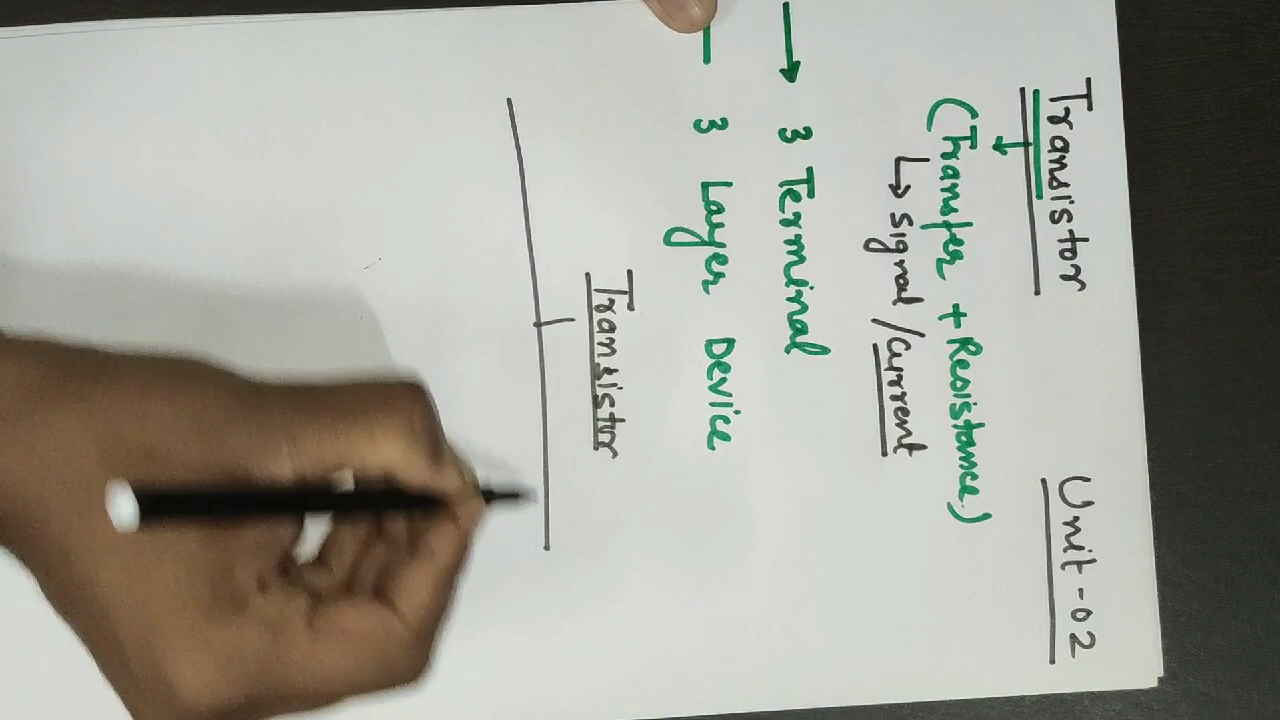 Transistor Unit-02
(Transfer + Resistance)
↳ Signal / Current
→ 3 Terminal
— 3 Layer Device
Transistor